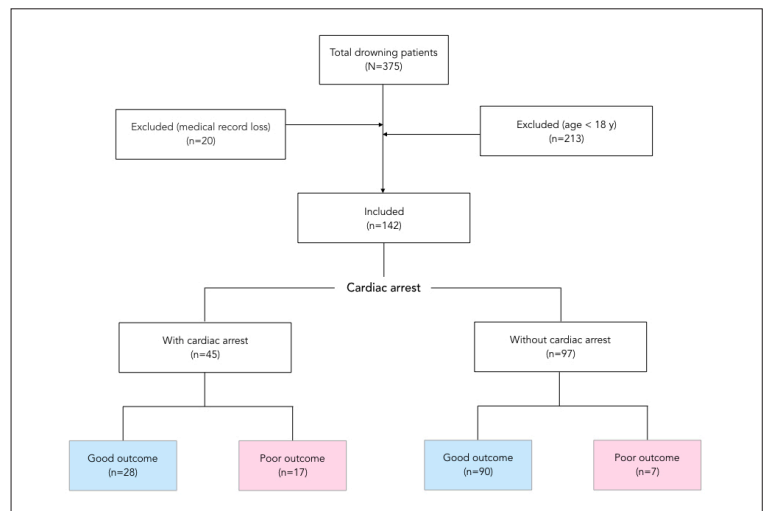 Total drowning patients
(N=375)
Excluded (medical record loss)
(n=20)
Excluded (age < 18 y)
(n=213)
Included
(n=142)
Cardiac arrest
With cardiac arrest
(n=45)
Without cardiac arrest
(n=97)
Good outcome
(n=28)
Poor outcome
(n=17)
Good outcome
(n=90)
Poor outcome
(n=7)